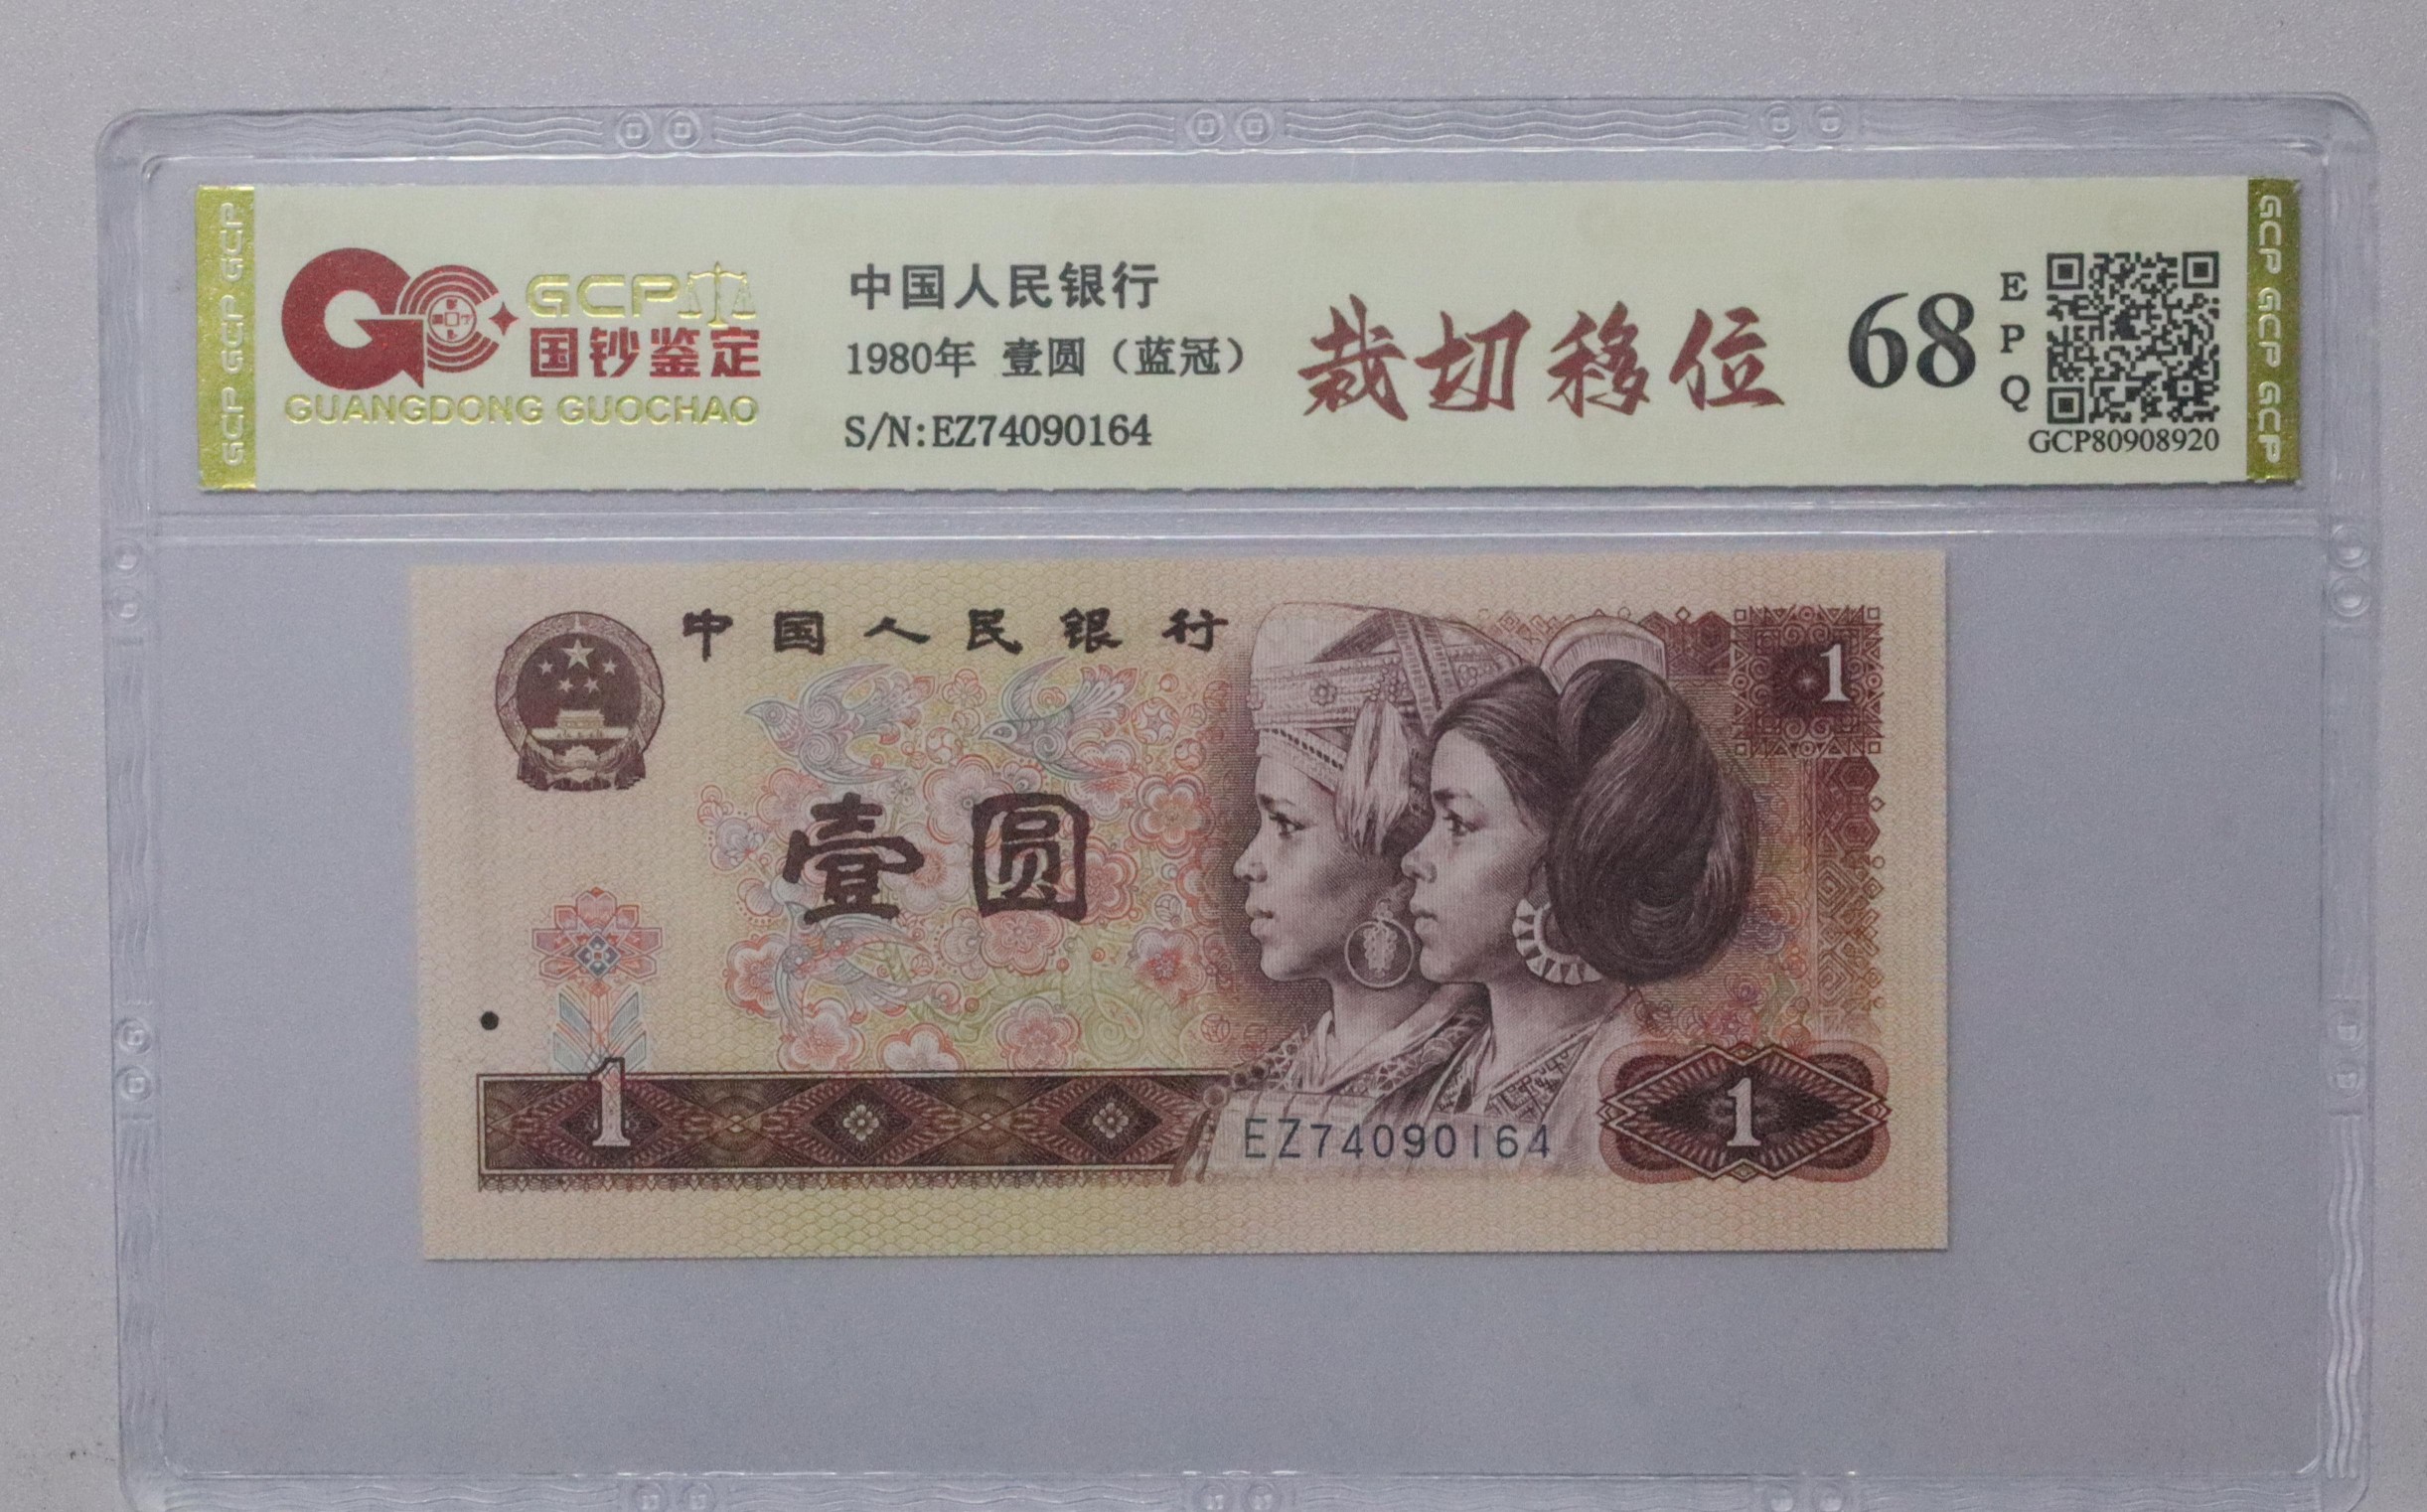 GCP GCP GCP
GCP
国钞鉴定
GUANGDONG GUOCHAO
中国人民银行
1980年 壹圆（蓝冠）
S/N:EZ74090164
裁切移位
68
E
P
Q
GCP80908920
GCP GCP GCP
中国人民银行
1
壹圆
1
EZ74090164
1